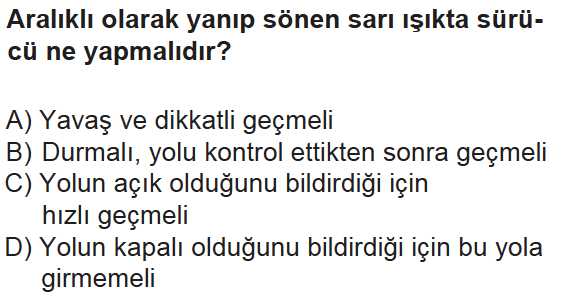 Aralıklı olarak yanıp sönen sarı ışıkta sürü-
cü ne yapmalıdır?
A) Yavaş ve dikkatli geçmeli
B) Durmalı, yolu kontrol ettikten sonra geçmeli
C) Yolun açık olduğunu bildirdiği için
hızlı geçmeli
D) Yolun kapalı olduğunu bildirdiği için bu yola
girmemeli